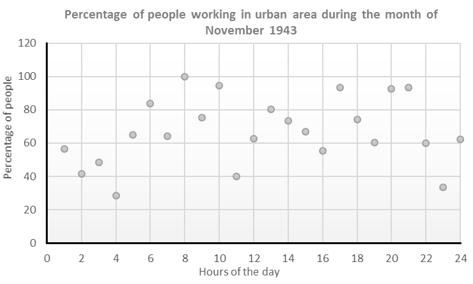 Percentage of people working in urban area during the month of
November 1943
Percentage of people
120
100
80
60
40
20
0
0 2 4 6 8 10 12 14 16 18 20 22 24
Hours of the day